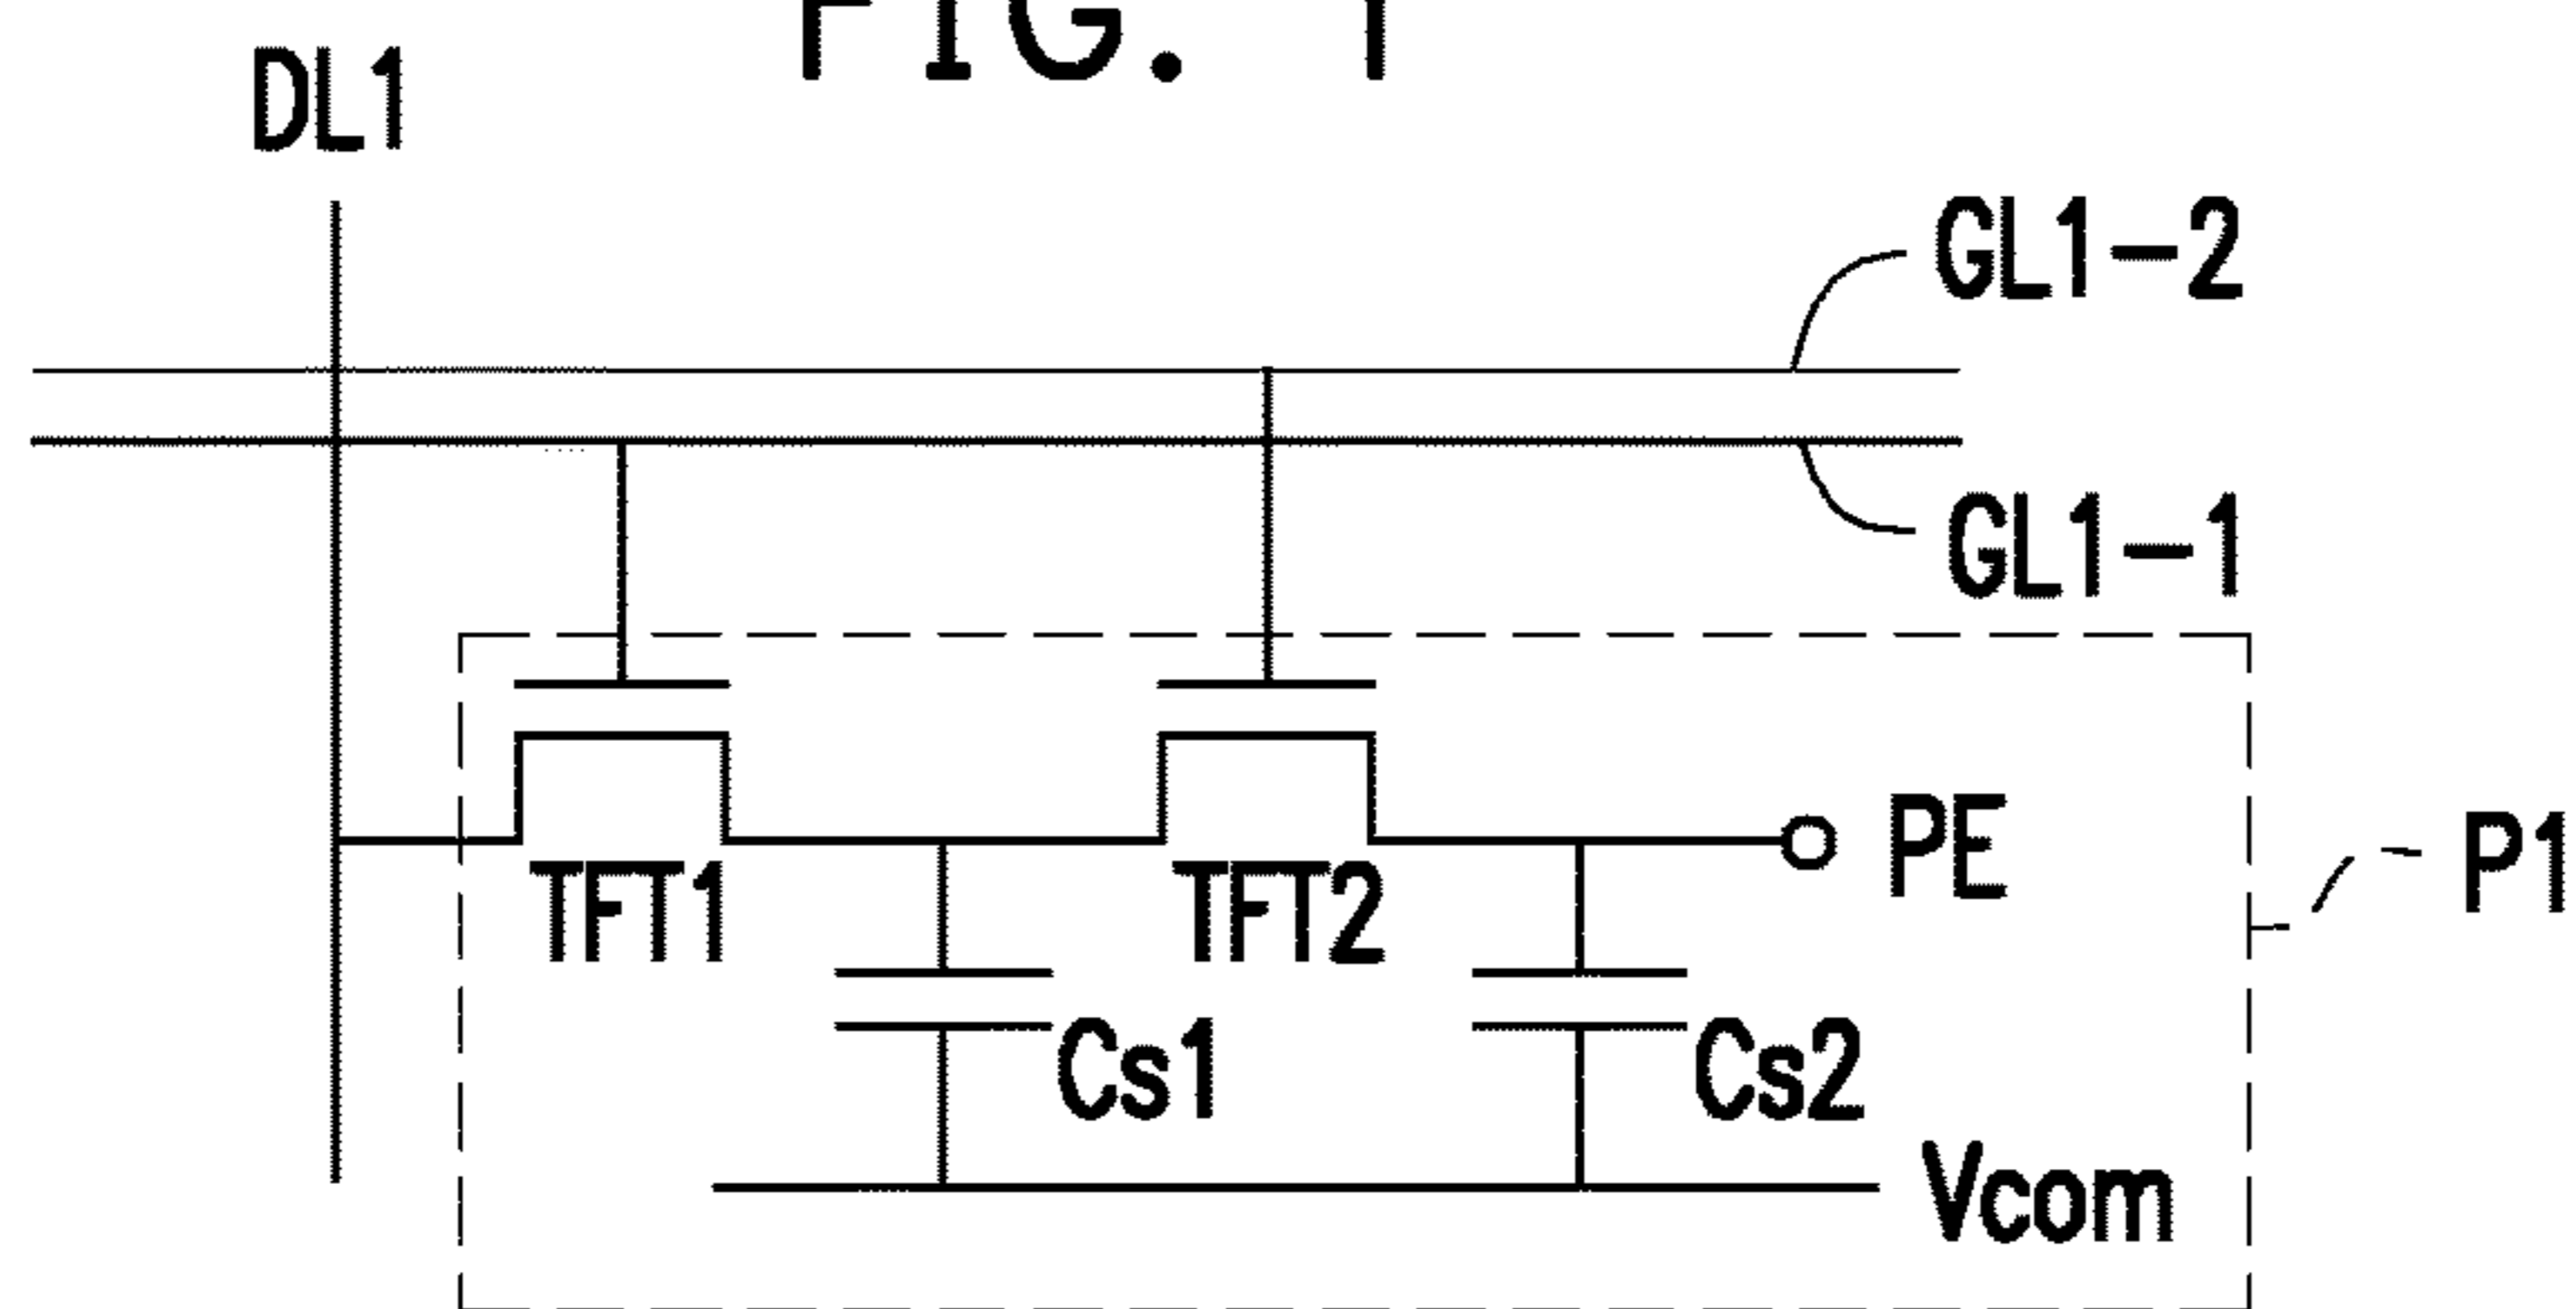 FIG. 1
DL1
GL1-2
GL1-1
PE
P1
TFT1
TFT2
Cs1
Cs2
Vcom